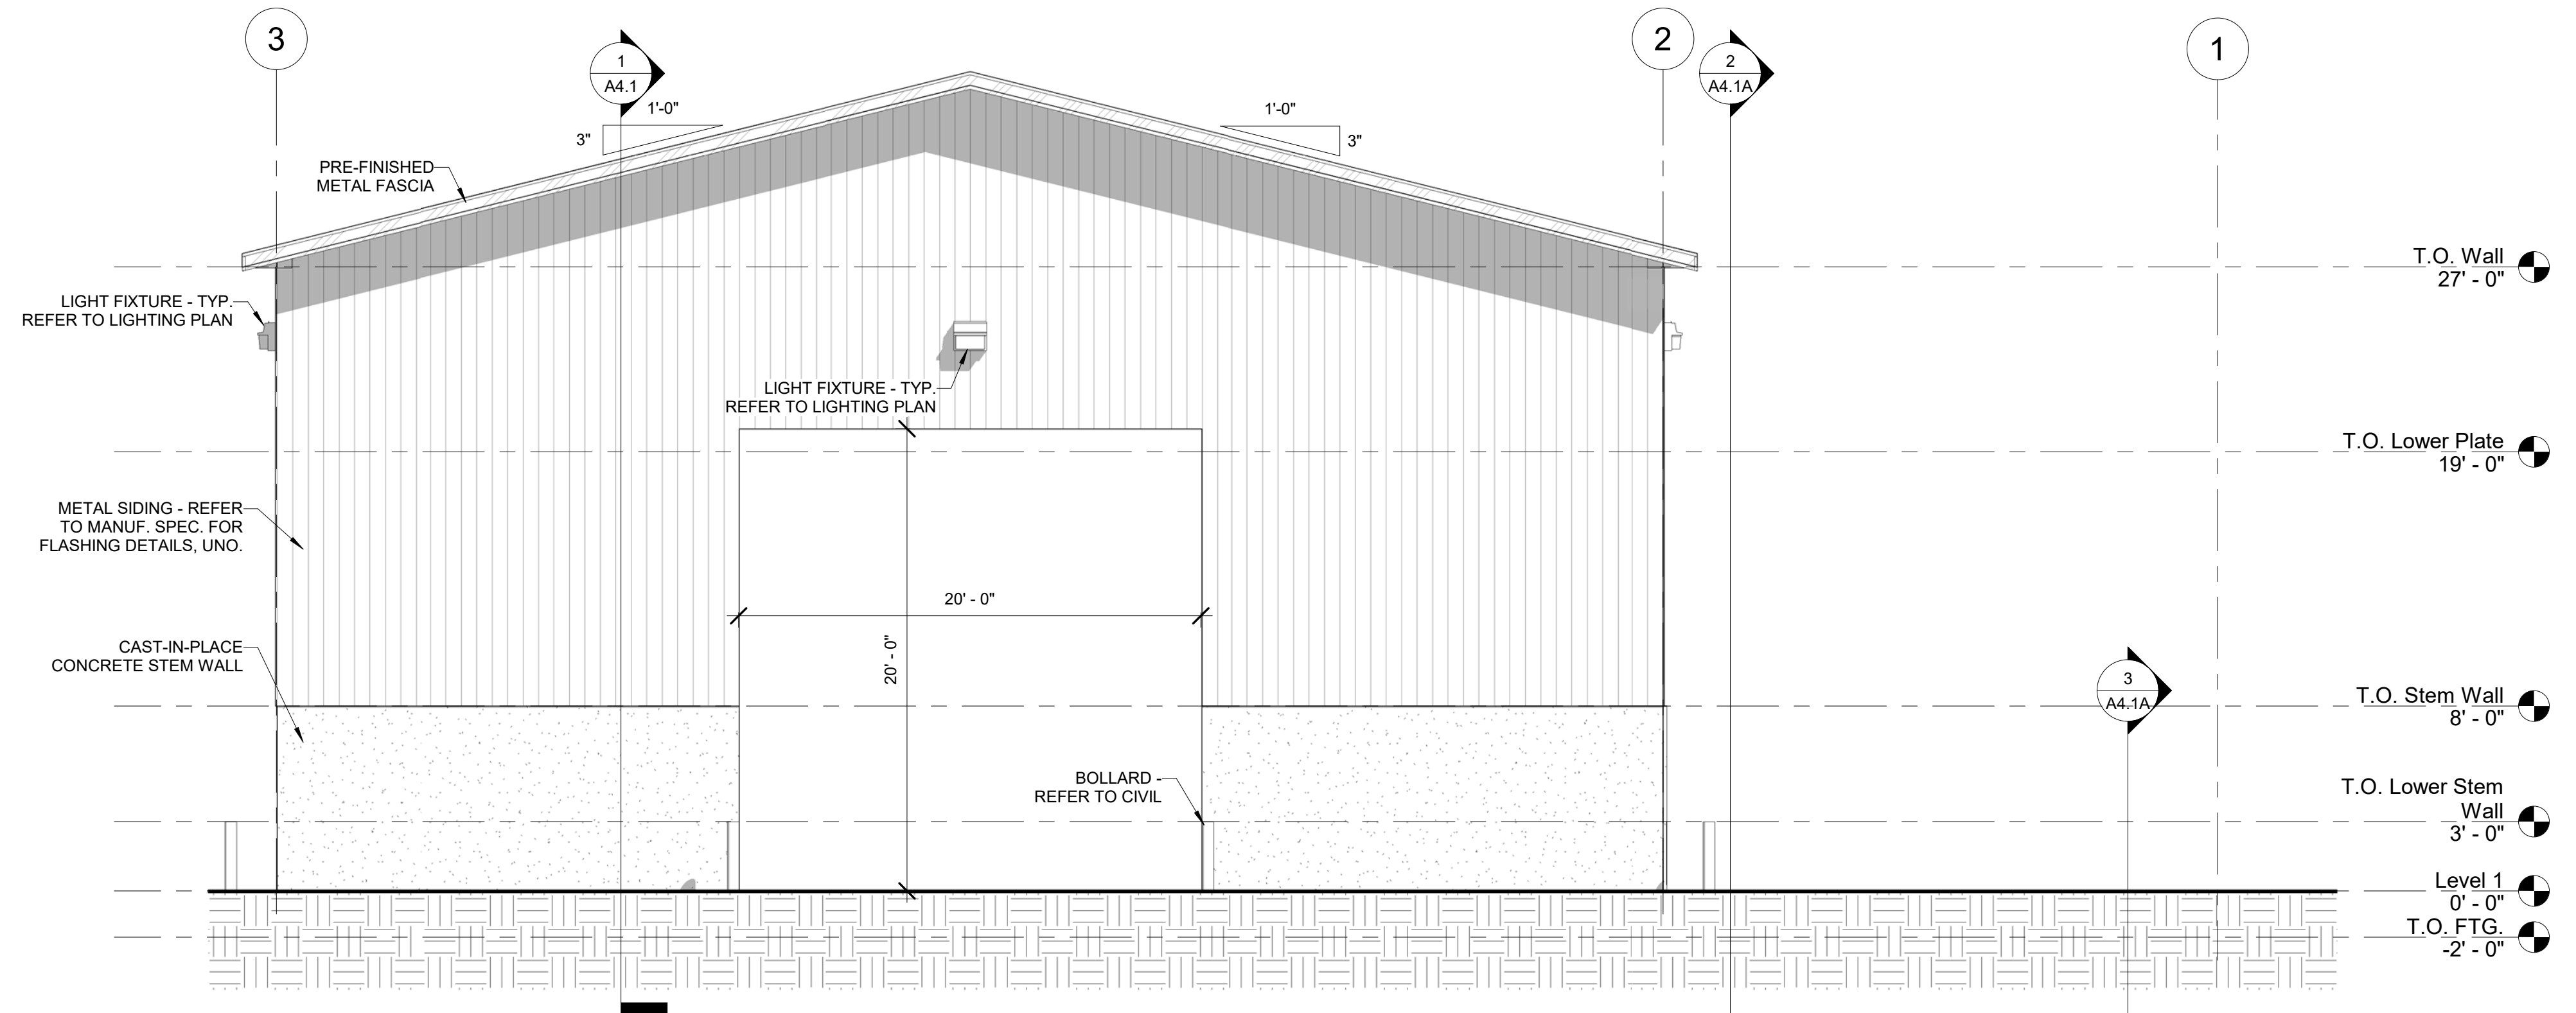 3
1
A4.1
2
2
A4.1A
1
1'-0"
3"
1'-0"
3"
PRE-FINISHED
METAL FASCIA
T.O. Wall
27' - 0"
LIGHT FIXTURE - TYP.
REFER TO LIGHTING PLAN
LIGHT FIXTURE - TYP.
REFER TO LIGHTING PLAN
T.O. Lower Plate
19' - 0"
METAL SIDING - REFER
TO MANUF. SPEC. FOR
FLASHING DETAILS, UNO.
20' - 0"
20' - 0"
CAST-IN-PLACE
CONCRETE STEM WALL
3
A4.1A
T.O. Stem Wall
8' - 0"
BOLLARD -
REFER TO CIVIL
T.O. Lower Stem
Wall
3' - 0"
Level 1
0' - 0"
T.O. FTG.
-2' - 0"